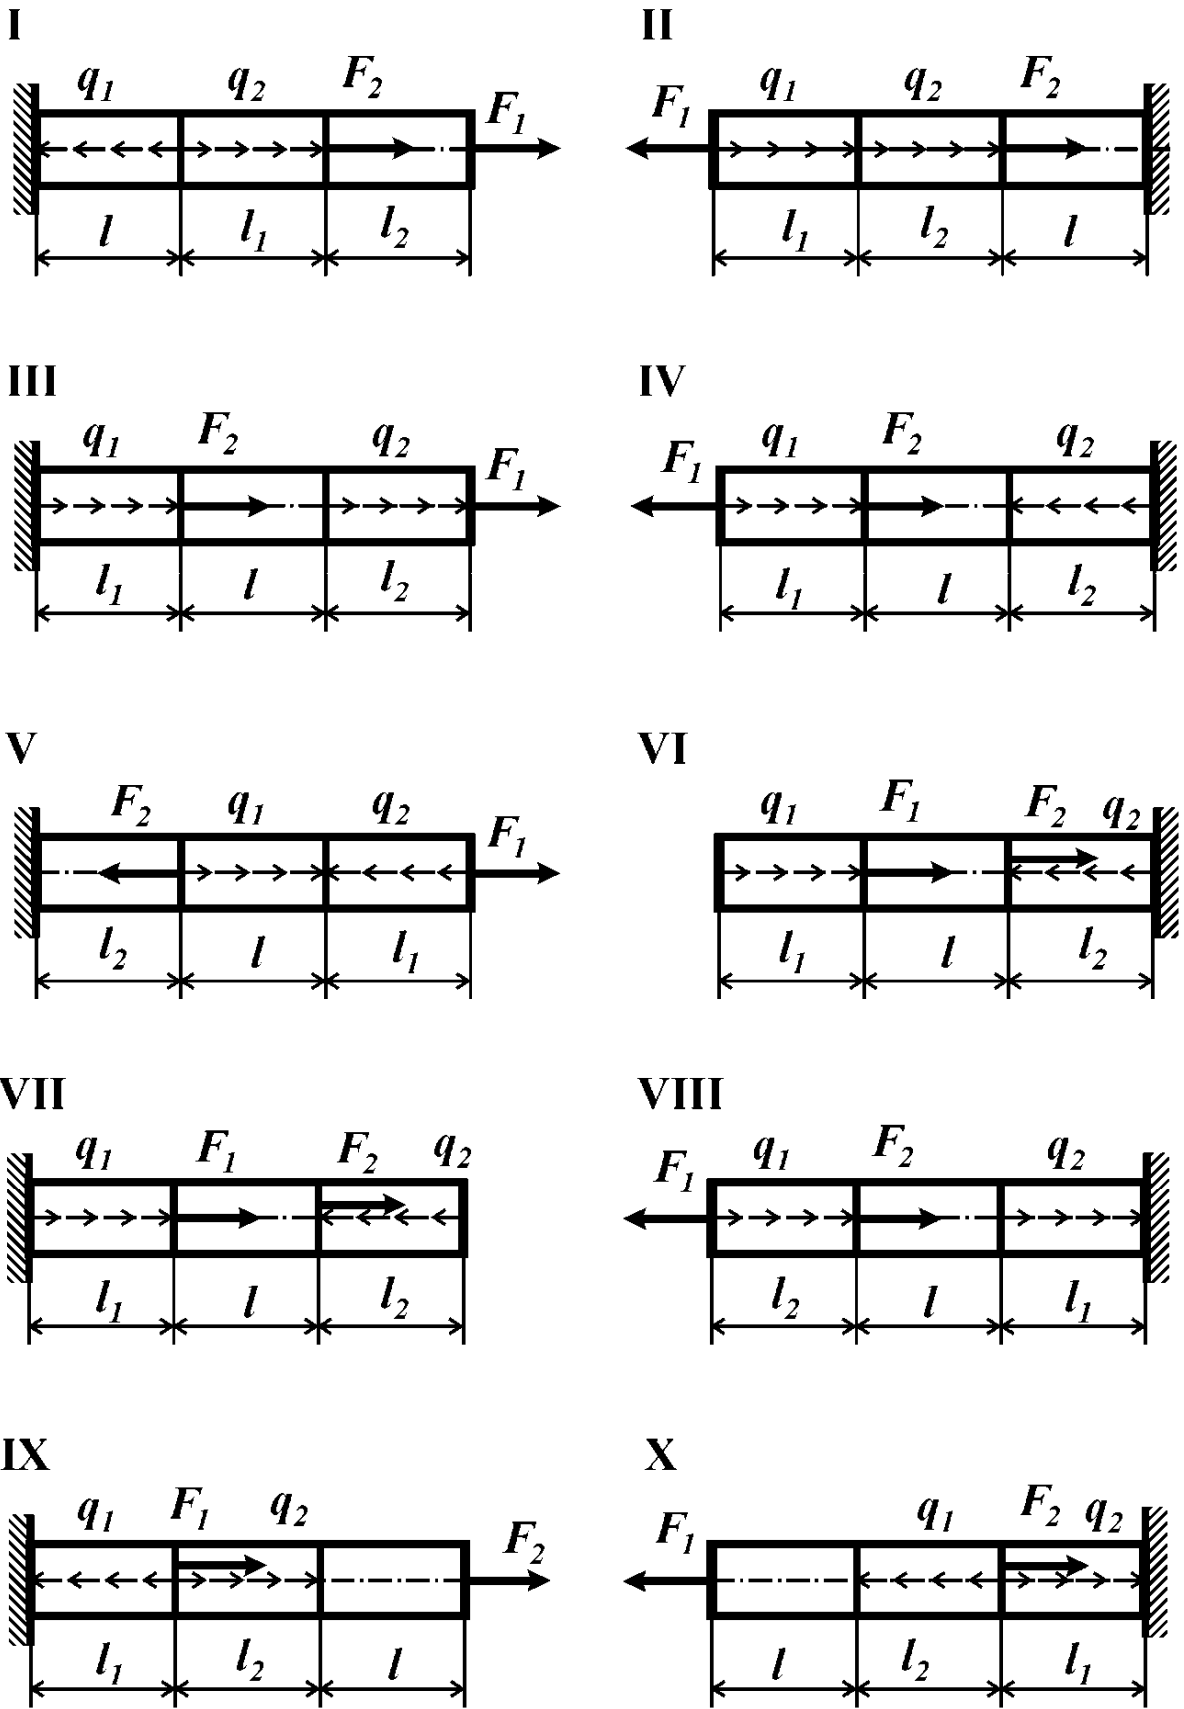 I
II
q1 q2 F2 F1
F1 q1 q2 F2
l l1 l2
l1 l2 l
III
IV
q1 F2 q2 F1
F1 q1 F2 q2
l1 l l2
l1 l l2
V
VI
F2 q1 q2 F1
q1 F1 F2 q2
l2 l l1
l1 l l2
VII
VIII
q1 F1 F2 q2
F1 q1 F2 q2
l1 l l2
l2 l l1
IX
X
q1 F1 q2 F2
F1 q1 F2 q2
l1 l2 l
l l2 l1